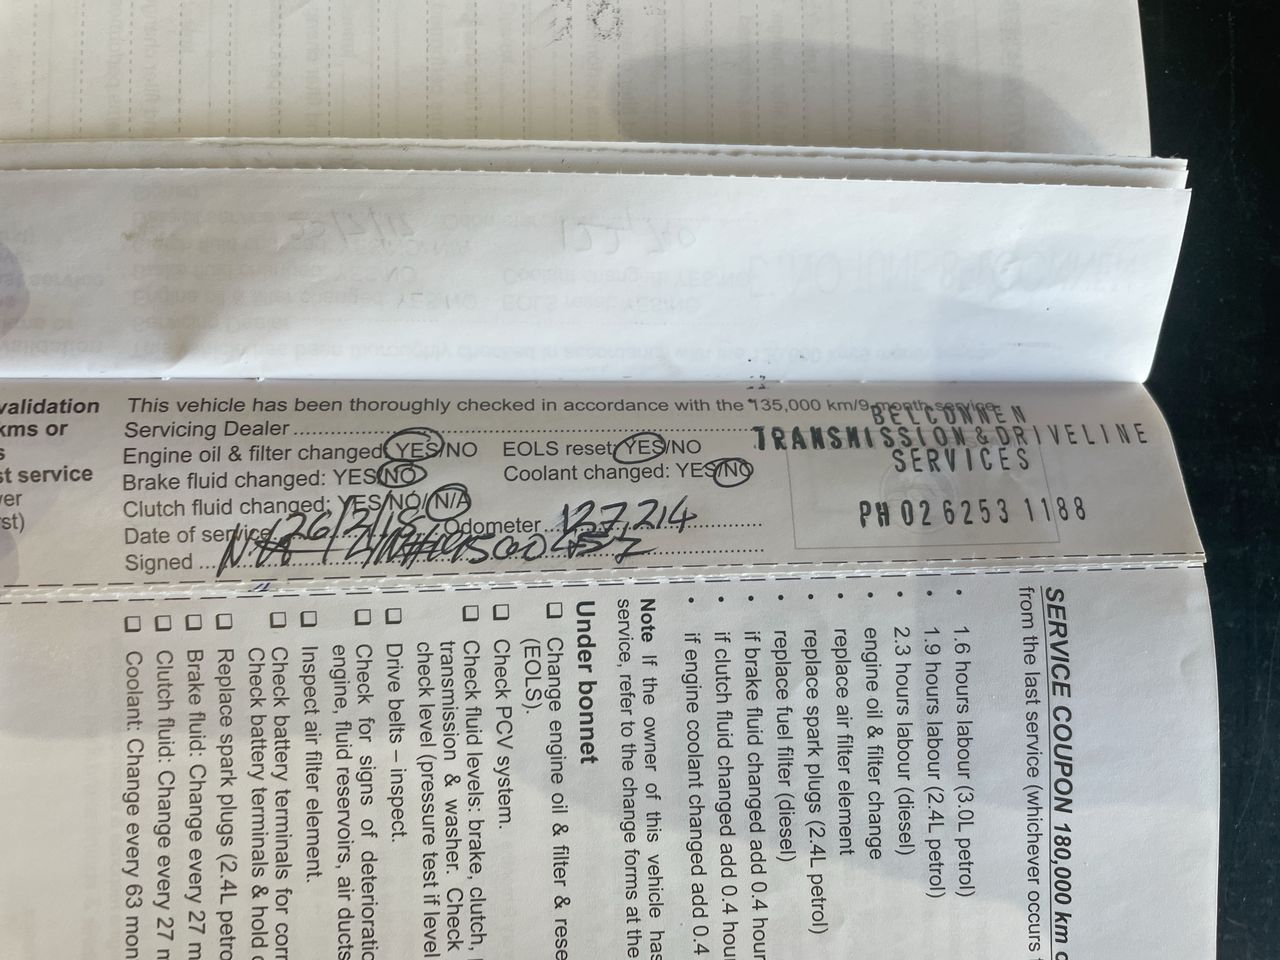 validation
kms or
st service
ver
rst)
This vehicle has been thoroughly checked in accordance with the 135,000 km/9-month service
Servicing Dealer
Engine oil & filter changed YES/NO EOLS reset: YES/NO
Brake fluid changed: YES/NO Coolant changed: YES/NO
Clutch fluid changed: YES/NO/N/A
Date of service 26/2/18 Odometer 127,214
Signed
BELCONNEN
TRANSMISSION & DRIVELINE
SERVICES
PH 02 6253 1188
SERVICE COUPON 180,000 km
from the last service (whichever occurs
• 1.6 hours labour (3.0L petrol)
• 1.9 hours labour (2.4L petrol)
• 2.3 hours labour (diesel)
• engine oil & filter change
• replace air filter element
• replace spark plugs (2.4L petrol)
• replace fuel filter (diesel)
• if brake fluid changed add 0.4 hour
• if clutch fluid changed add 0.4 hour
• if engine coolant changed add 0.4
Note If the owner of this vehicle has
service, refer to the change forms at the
Under bonnet
❏ Change engine oil & filter & rese
(EOLS).
❏ Check PCV system.
❏ Check fluid levels: brake, clutch,
transmission & washer. Check
check level (pressure test if level
❏ Drive belts – inspect.
❏ Check for signs of deterioratio
engine, fluid reservoirs, air ducts
❏ Inspect air filter element.
❏ Check battery terminals for corr
Check battery terminals & hold
❏ Replace spark plugs (2.4L petro
❏ Brake fluid: Change every 27 m
❏ Clutch fluid: Change every 27 m
❏ Coolant: Change every 63 mon